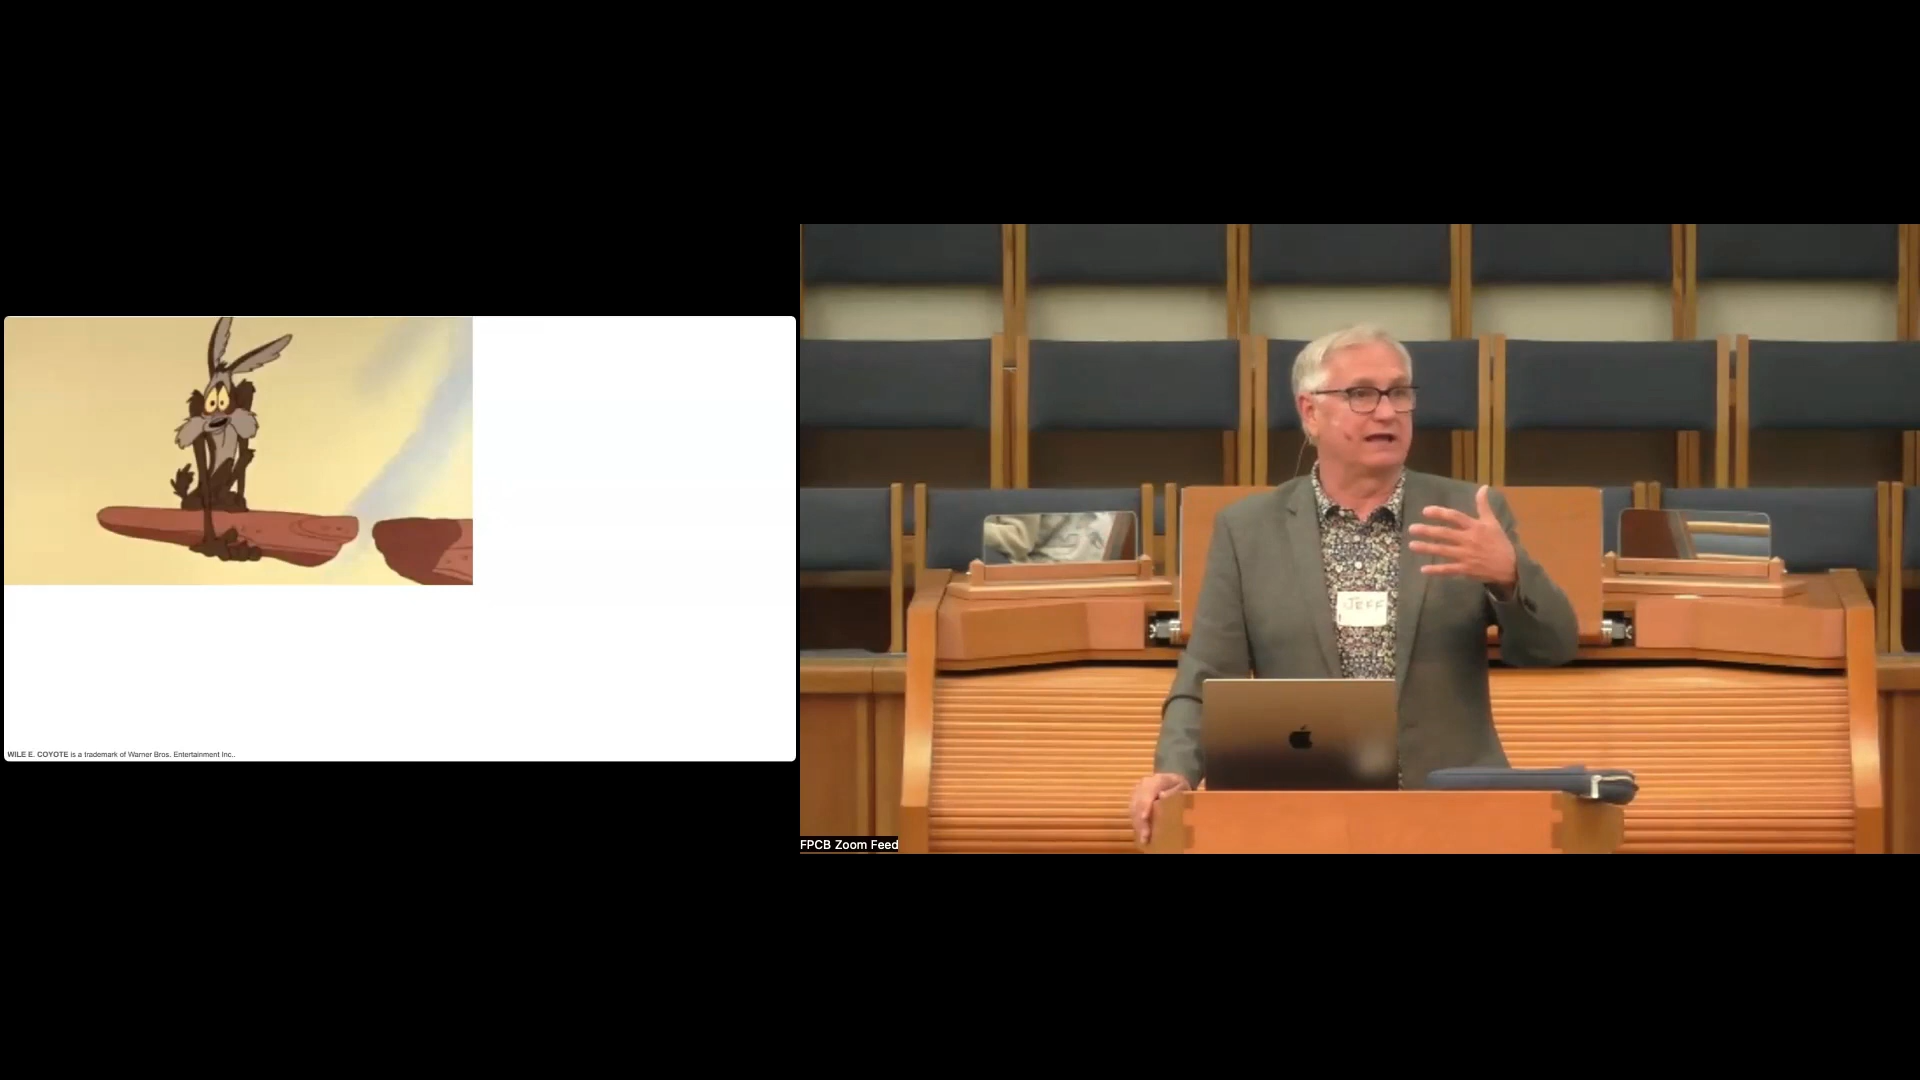 WILE E. COYOTE is a trademark of Warner Bros. Entertainment Inc..
JEFF
FPCB Zoom Feed